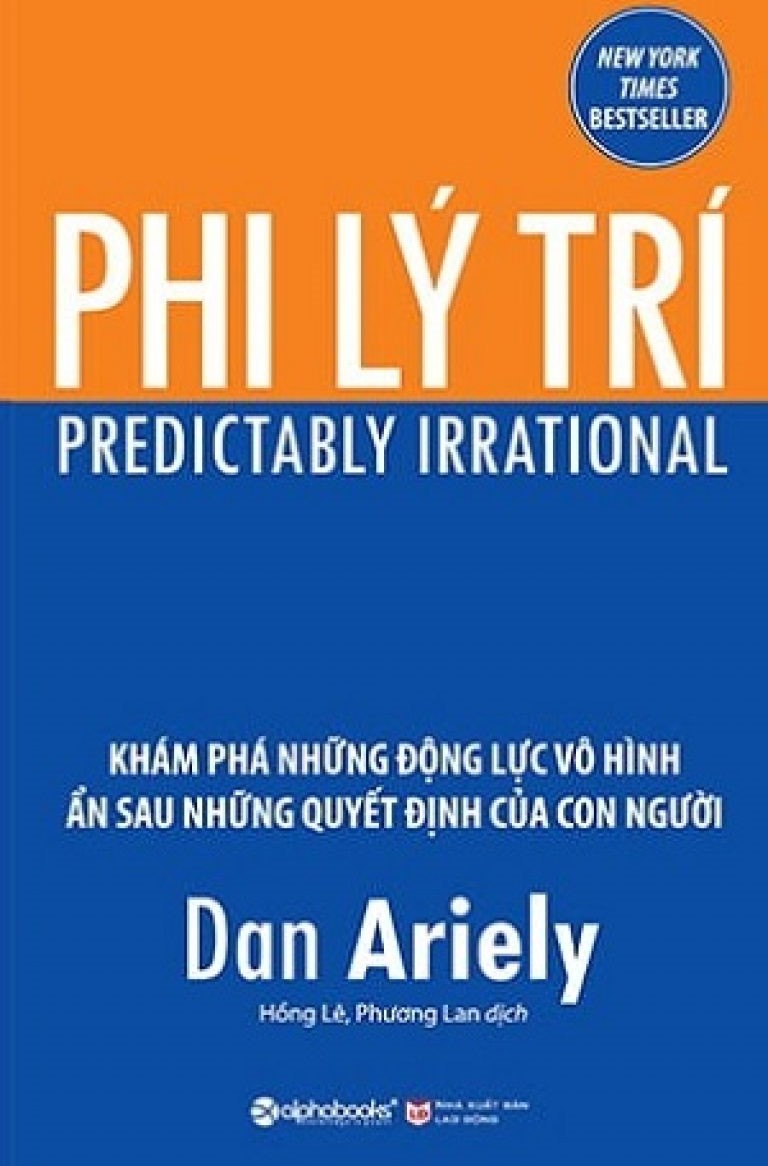 NEW YORK
TIMES
BESTSELLER
PHI LÝ TRÍ
PREDICTABLY IRRATIONAL
KHÁM PHÁ NHỮNG ĐỘNG LỰC VÔ HÌNH
ẨN SAU NHỮNG QUYẾT ĐỊNH CỦA CON NGƯỜI
Dan Ariely
Hồng Lê, Phương Lan dịch
alphabooks®
LĐ NHÀ XUẤT BẢN
LAO ĐỘNG